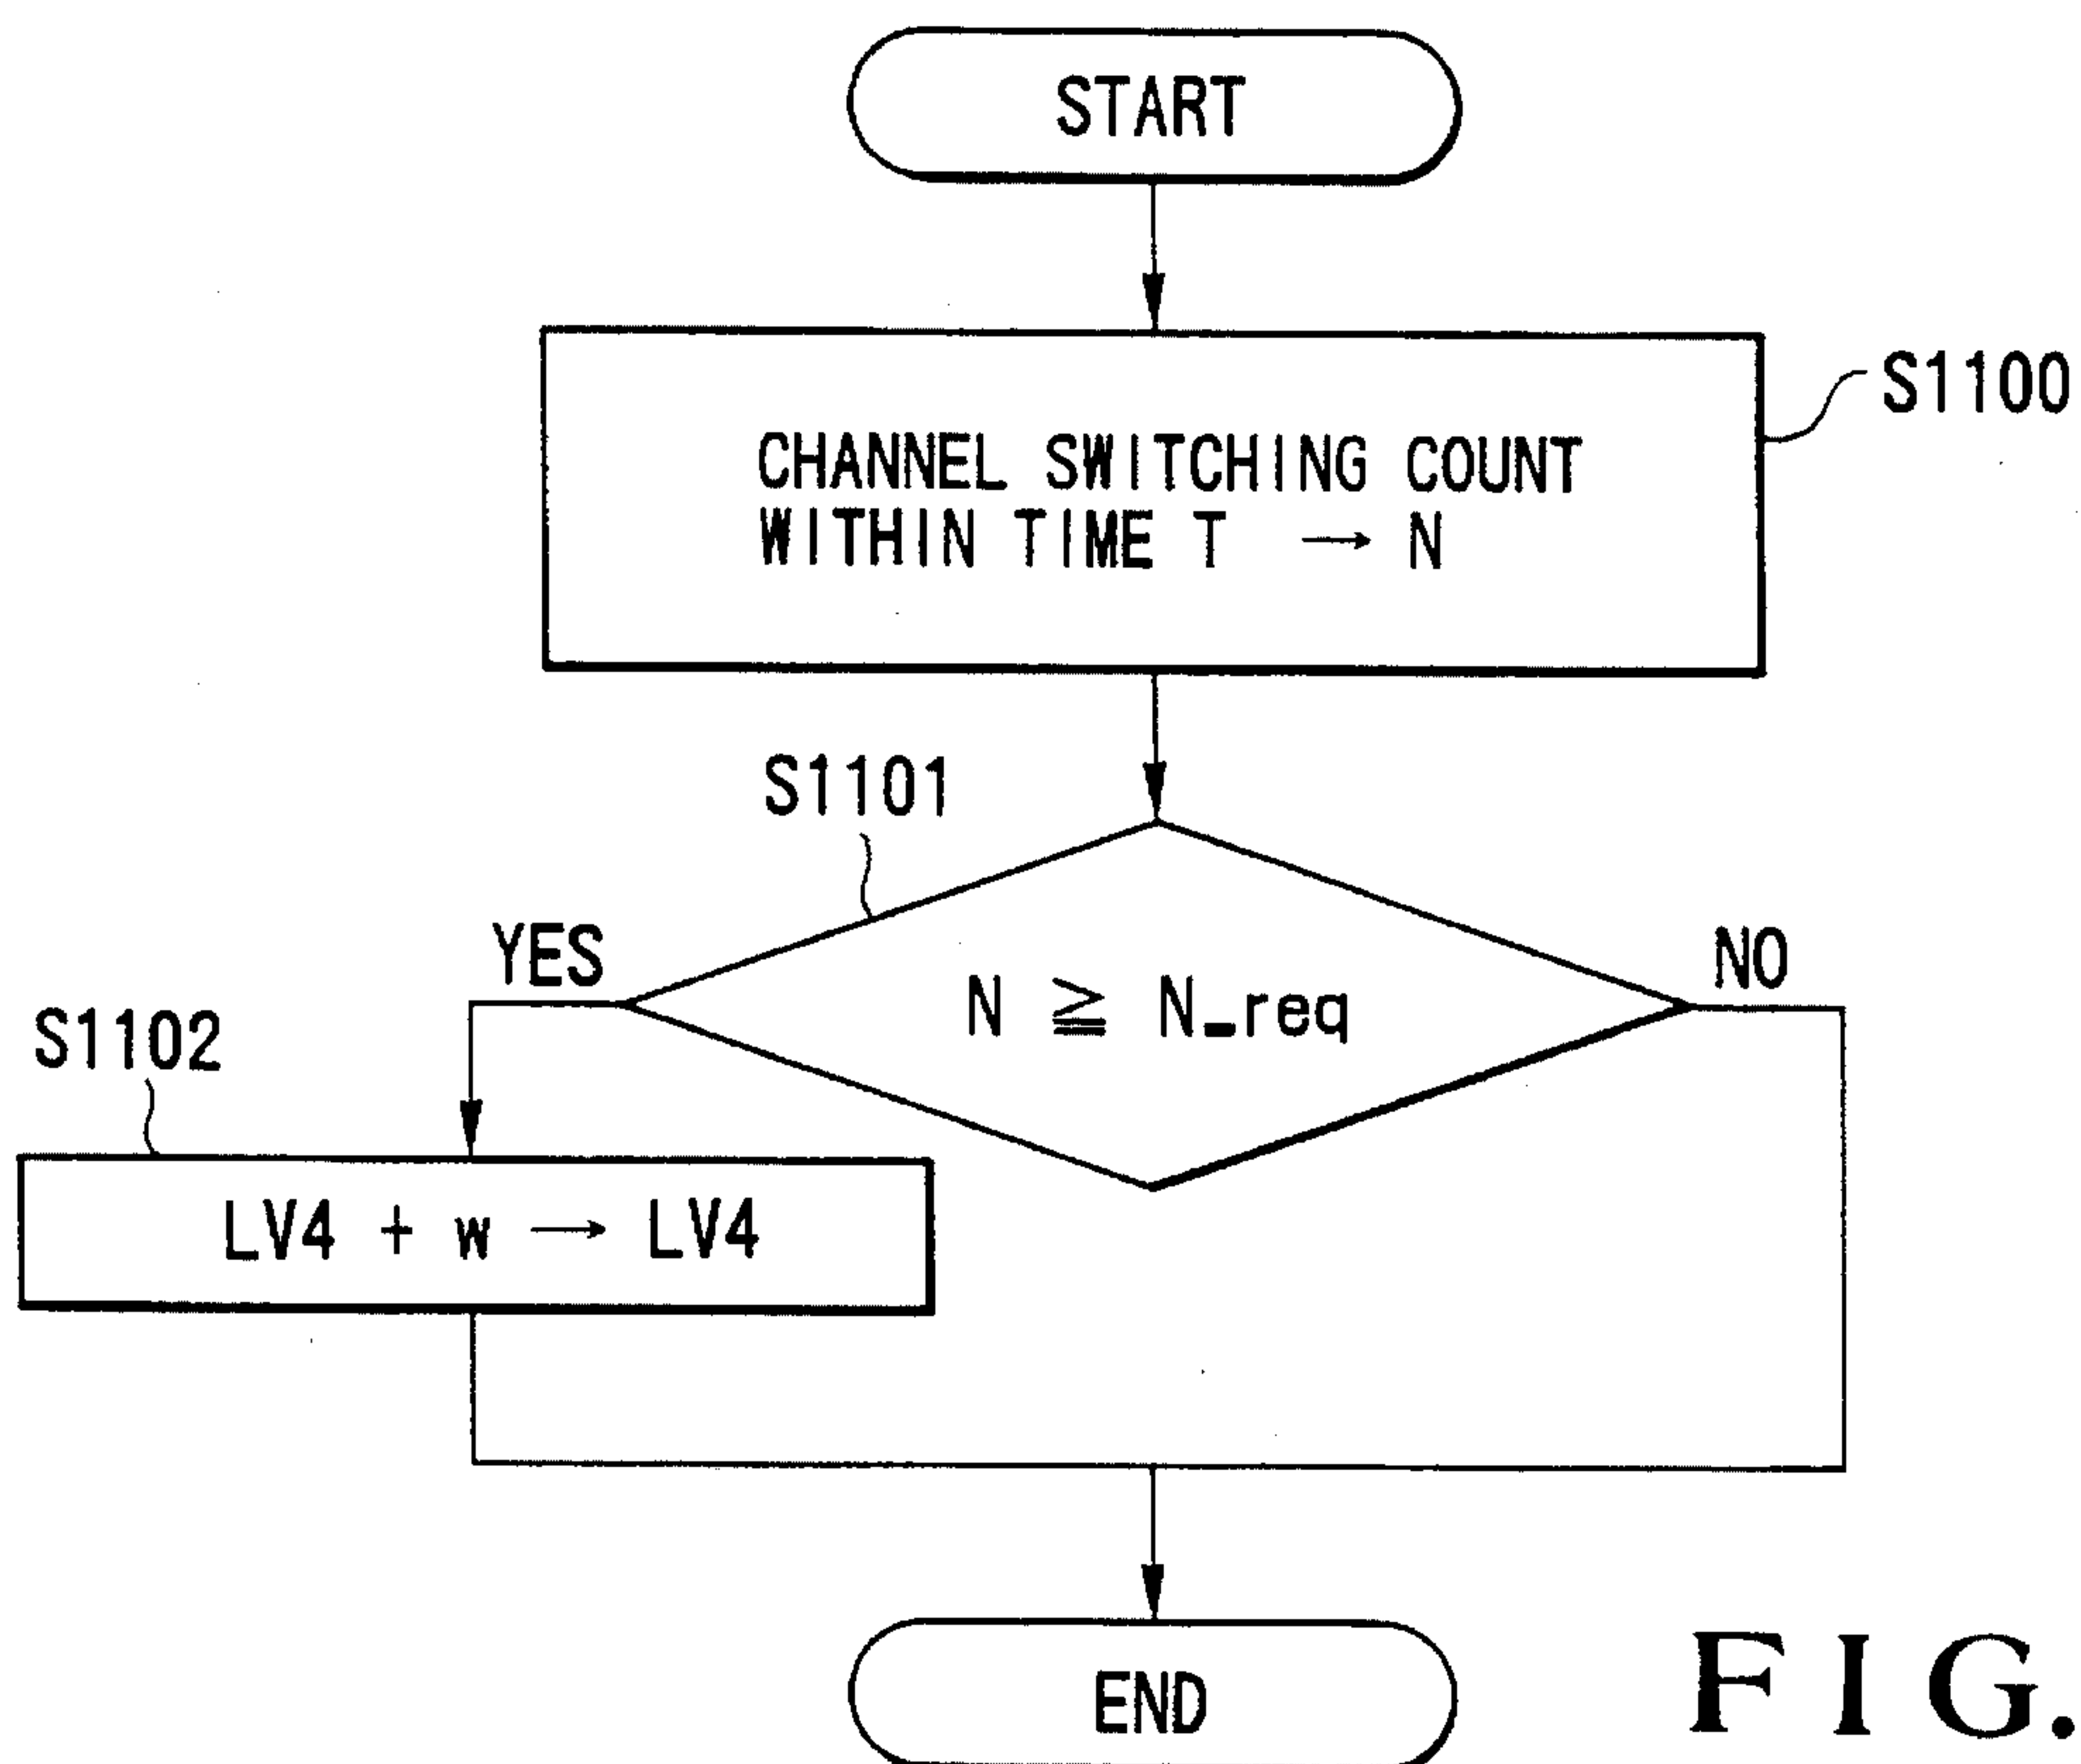 START
CHANNEL SWITCHING COUNT
WITHIN TIME T → N
S1100
S1101
YES
N ≧ N_req
NO
S1102
LV4 + w → LV4
END
FIG.